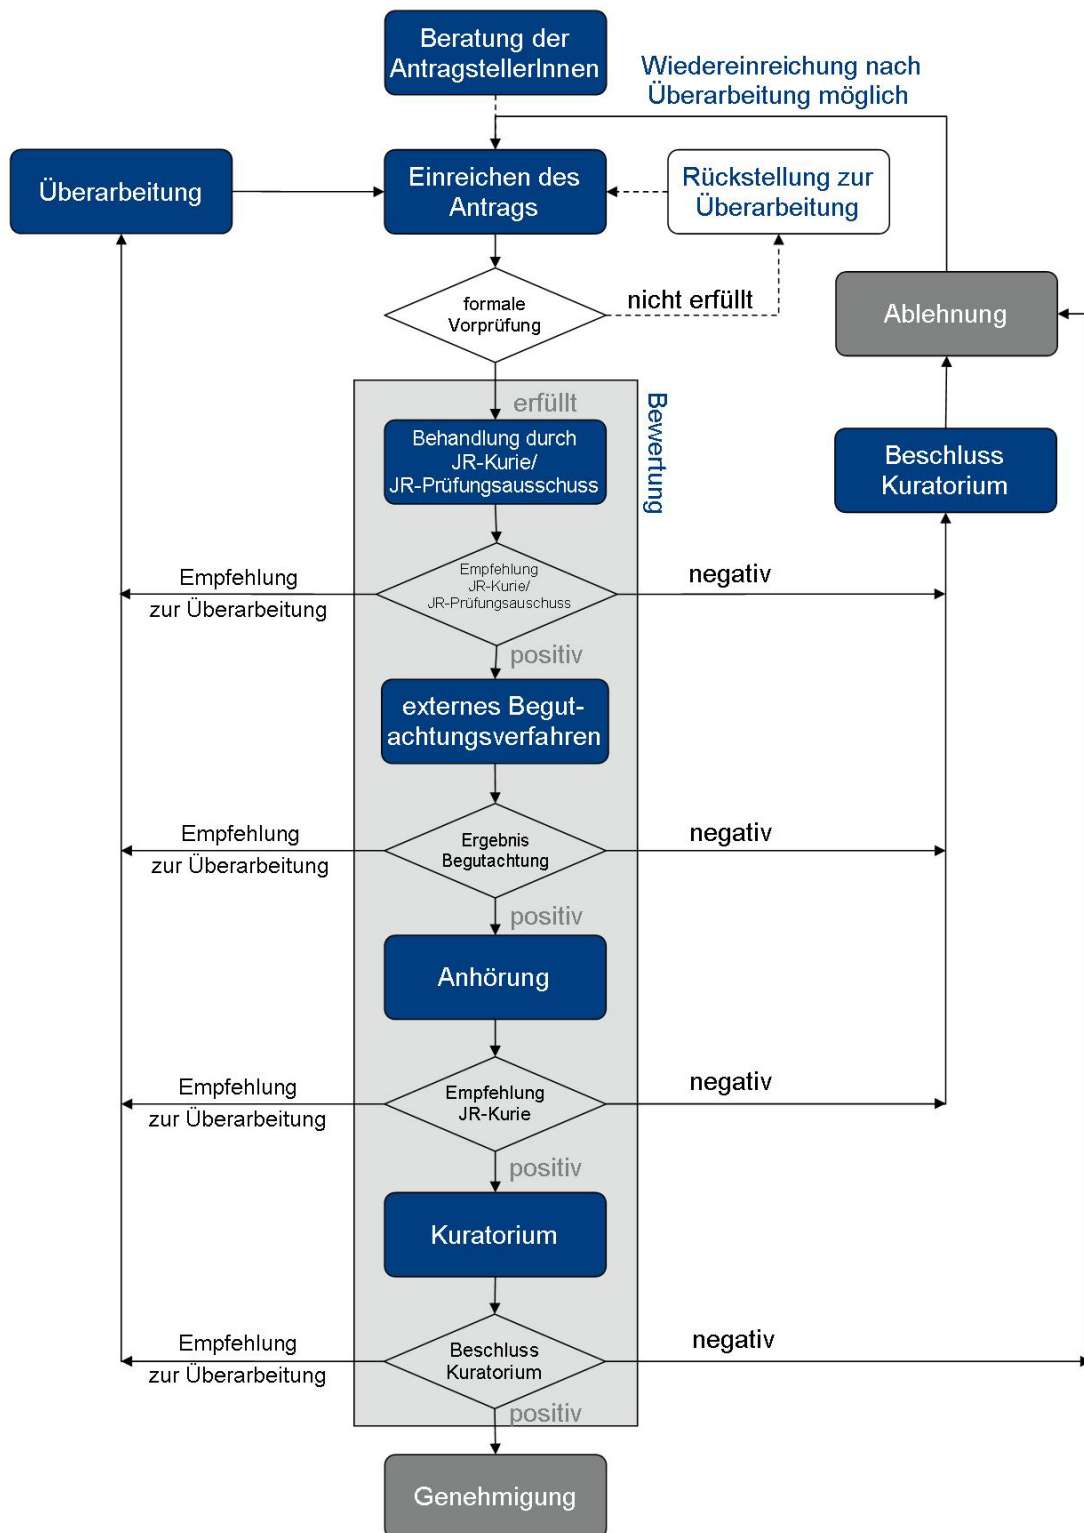 Beratung der
AntragstellerInnen
Wiedereinreichung nach
Überarbeitung möglich
Überarbeitung
Einreichen des
Antrags
Rückstellung zur
Überarbeitung
formale
Vorprüfung
nicht erfüllt
Ablehnung
erfüllt
Bewertung
Behandlung durch
JR-Kurie/
JR-Prüfungsausschuss
Beschluss
Kuratorium
Empfehlung
zur Überarbeitung
Empfehlung
JR-Kurie/
JR-Prüfungsauschuss
negativ
positiv
externes Begut-
achtungsverfahren
Empfehlung
zur Überarbeitung
Ergebnis
Begutachtung
negativ
positiv
Anhörung
Empfehlung
zur Überarbeitung
Empfehlung
JR-Kurie
negativ
positiv
Kuratorium
Empfehlung
zur Überarbeitung
Beschluss
Kuratorium
negativ
positiv
Genehmigung